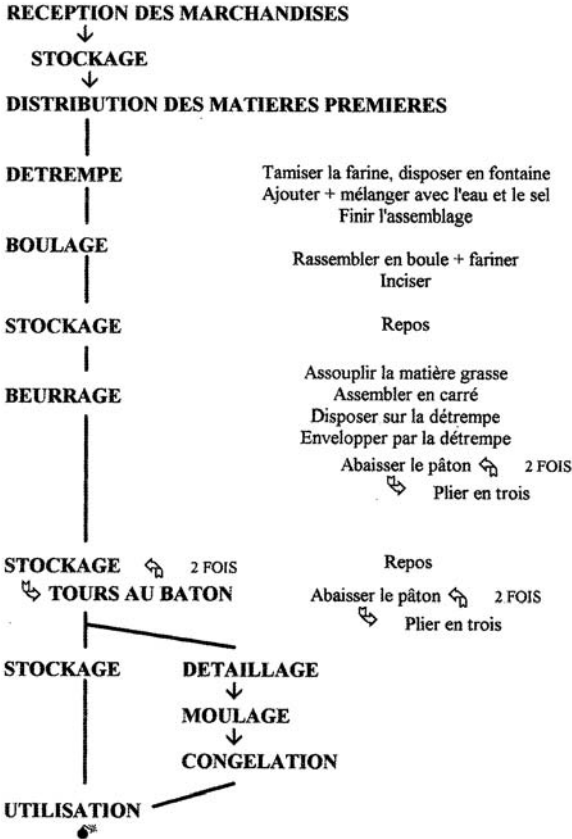 RECEPTION DES MARCHANDISES
STOCKAGE
DISTRIBUTION DES MATIERES PREMIERES
DETREMPE
Tamiser la farine, disposer en fontaine
Ajouter + mélanger avec l'eau et le sel
Finir l'assemblage
BOULAGE
Rassembler en boule + fariner
Inciser
STOCKAGE
Repos
BEURRAGE
Assouplir la matière grasse
Assembler en carré
Disposer sur la détrempe
Envelopper par la détrempe
Abaisser le pâton 2 FOIS
Plier en trois
STOCKAGE 2 FOIS
Repos
TOURS AU BATON
Abaisser le pâton 2 FOIS
Plier en trois
STOCKAGE
DETAILLAGE
MOULAGE
CONGELATION
UTILISATION